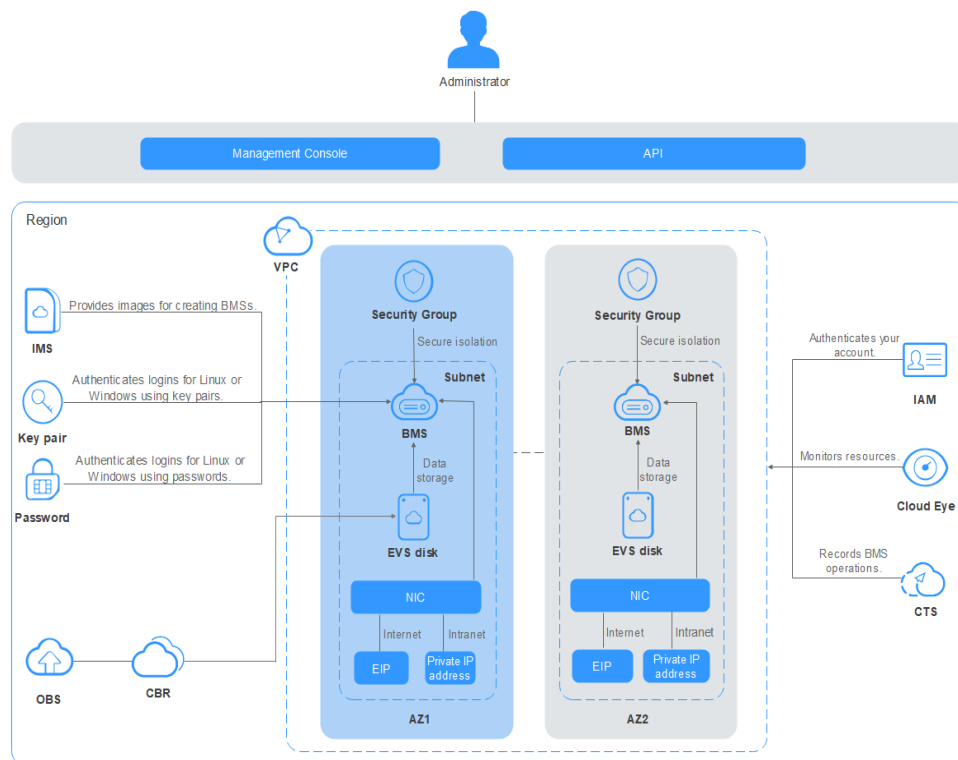 Administrator
Management Console
API
Region
VPC
Security Group
Secure isolation
Subnet
BMS
Data
storage
EVS disk
NIC
Internet
Intranet
EIP
Private IP
address
AZ1
Security Group
Secure isolation
Subnet
BMS
Data
storage
EVS disk
NIC
Internet
Intranet
EIP
Private IP
address
AZ2
Provides images for creating BMSs.
IMS
Authenticates logins for Linux or
Windows using key pairs.
Key pair
Authenticates logins for Linux or
Windows using passwords.
Password
OBS
CBR
Authenticates your
account.
IAM
Monitors resources.
Cloud Eye
Records BMS
operations.
CTS